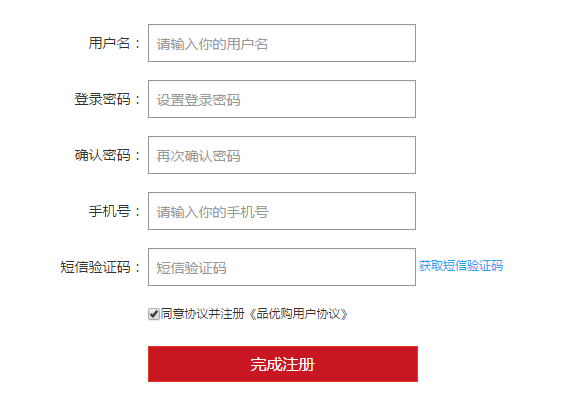 用户名： 请输入你的用户名
登录密码： 设置登录密码
确认密码： 再次确认密码
手机号： 请输入你的手机号
短信验证码： 短信验证码 获取短信验证码
同意协议并注册《品优购用户协议》
完成注册